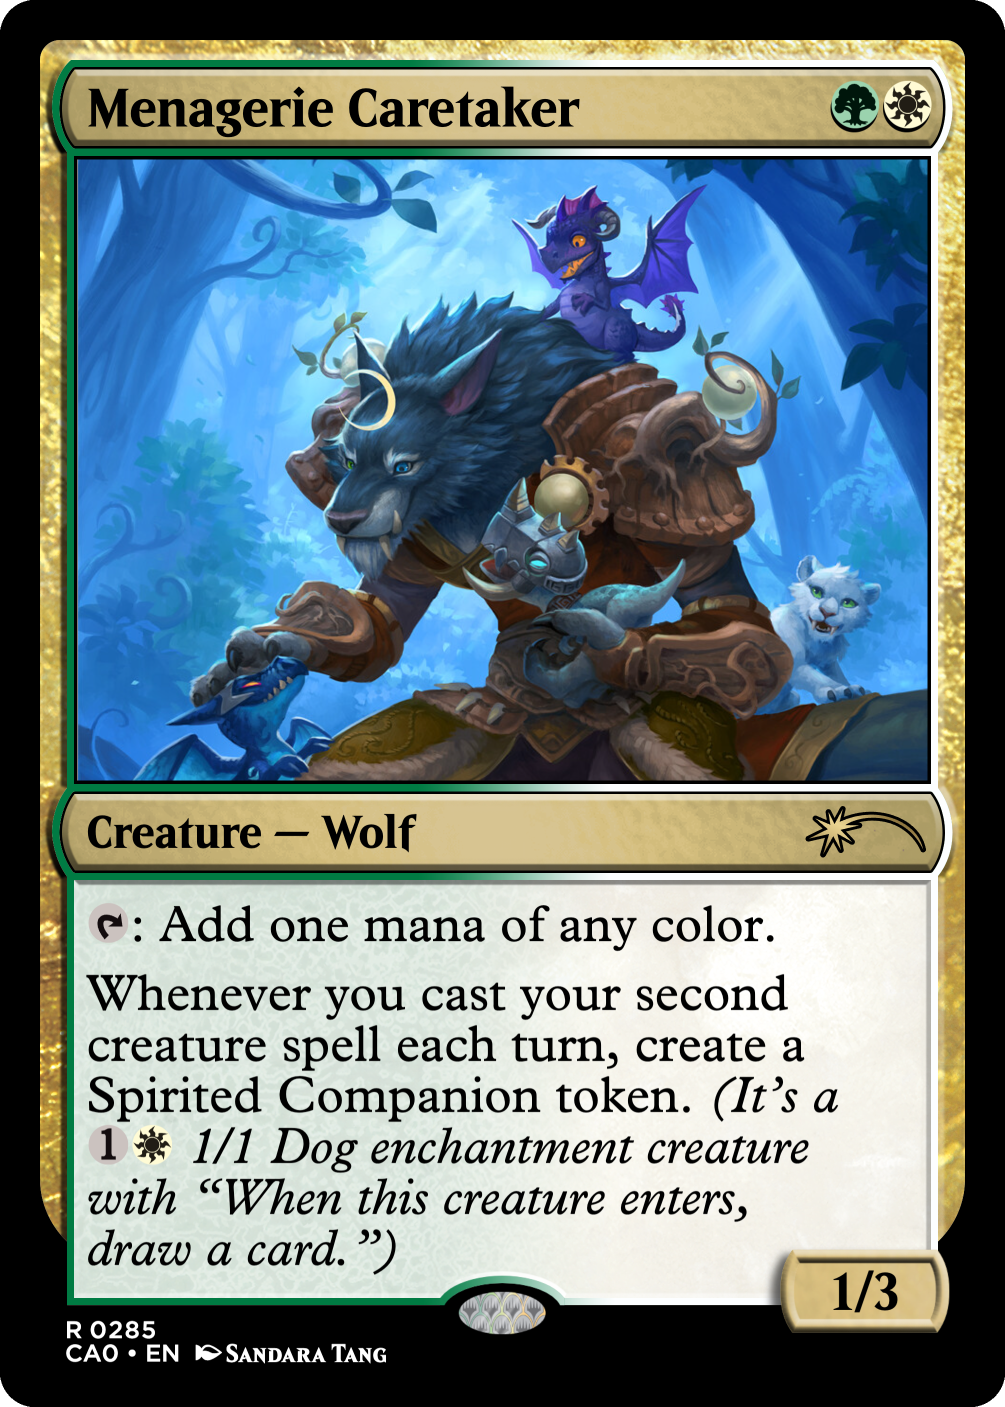 Menagerie Caretaker
Creature — Wolf
: Add one mana of any color.
Whenever you cast your second
creature spell each turn, create a
Spirited Companion token. (It’s a
1 1/1 Dog enchantment creature
with “When this creature enters,
draw a card.”)
1/3
R 0285
CAO • EN SANDARA TANG